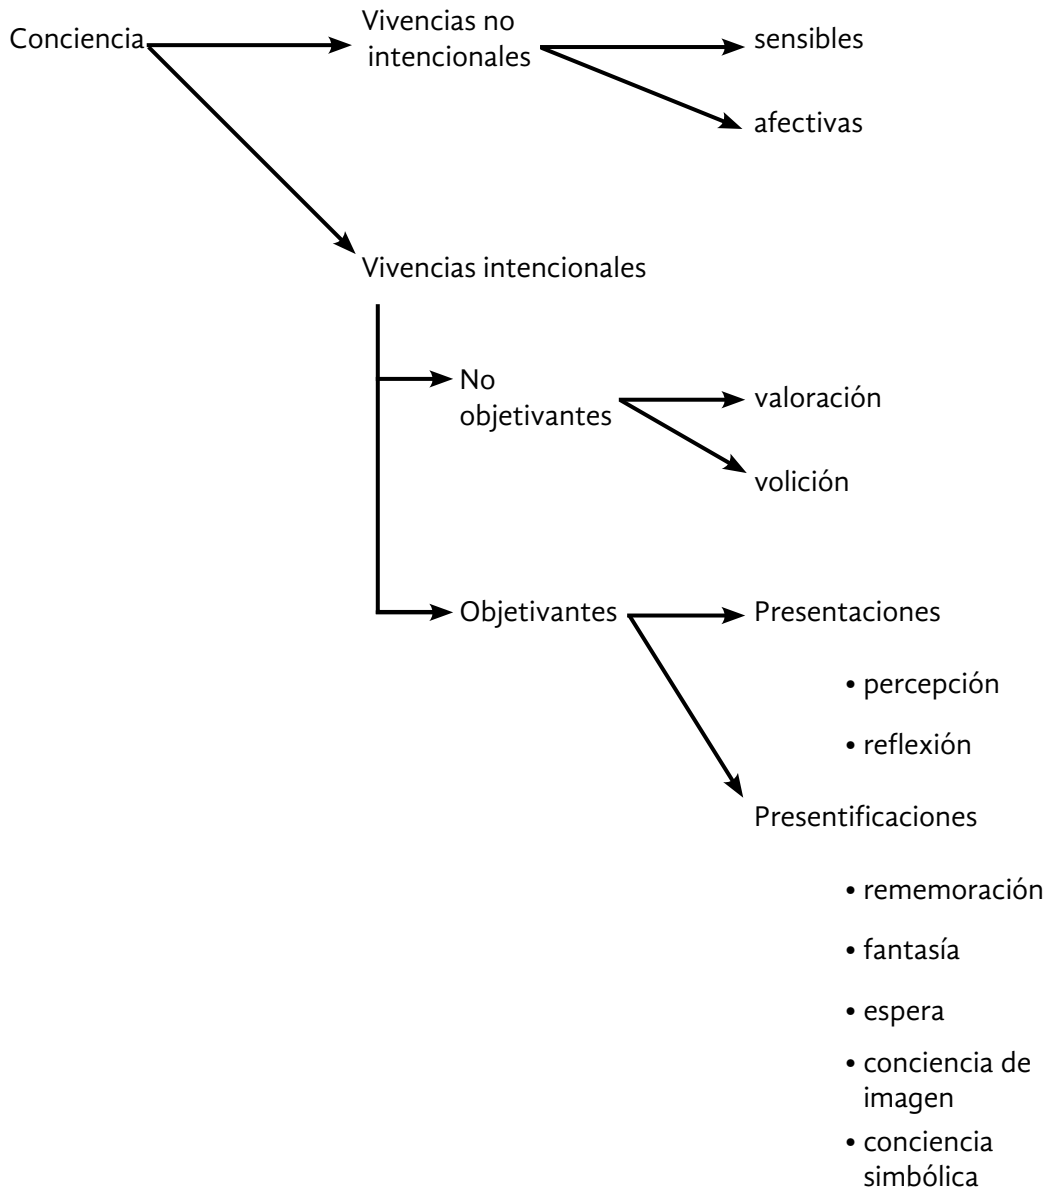 Conciencia
Vivencias no
intencionales
sensibles
afectivas
Vivencias intencionales
No
objetivantes
valoración
volición
Objetivantes
Presentaciones
• percepción
• reflexión
Presentificaciones
• rememoración
• fantasía
• espera
• conciencia de
imagen
• conciencia
simbólica